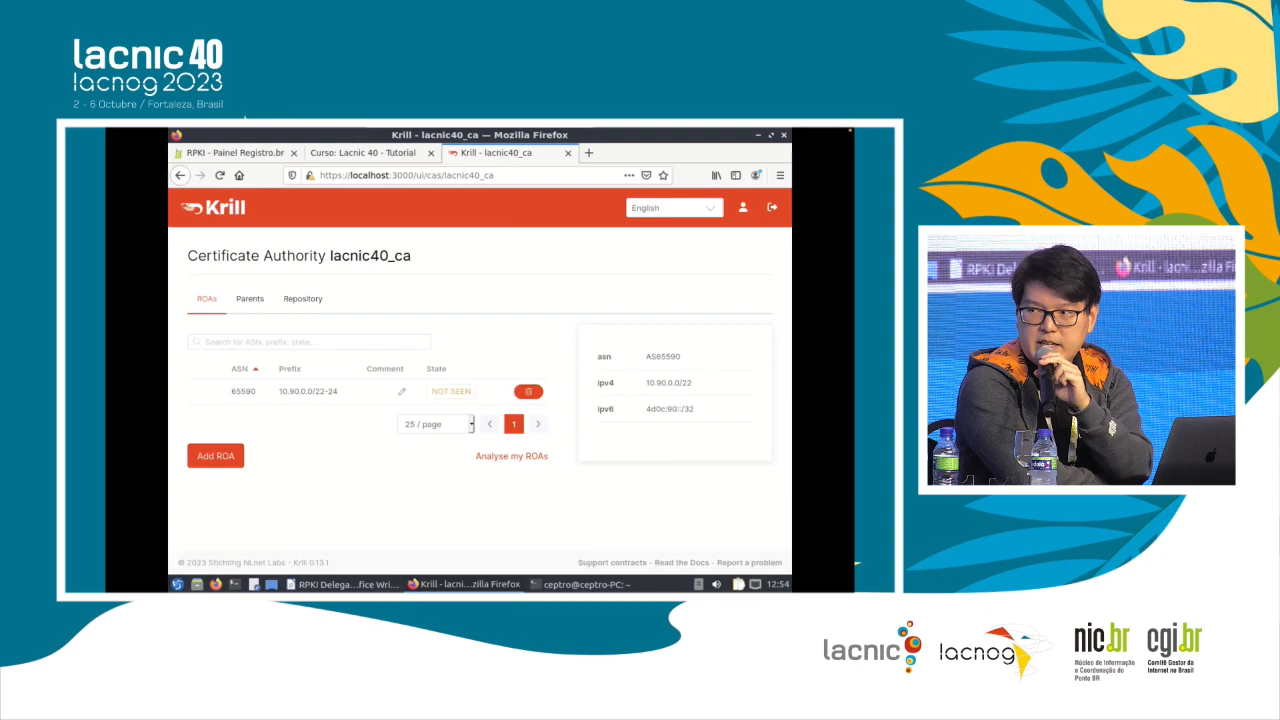 lacnic 40
lacnog 2023
2 - 6 Octubre / Fortaleza, Brasil
Krill - lacnic40_ca — Mozilla Firefox
RPKI - Painel Registro.br
Curso: Lacnic 40 - Tutorial
Krill - lacnic40_ca
https://localhost:3000/ui/cas/lacnic40_ca
Krill
English
Certificate Authority lacnic40_ca
ROAs Parents Repository
Search for ASN, prefix, state...
ASN Prefix Comment State
65590 10.90.0.0/22-24 NOT SEEN
25 / page 1
Add ROA
Analyse my ROAs
asn AS65590
ipv4 10.90.0.0/22
ipv6 4d0c:90::/32
© 2023 Stichting NLnet Labs - Krill 0.13.1
Support contracts - Read the Docs - Report a problem
RPKI Delega...fice Wri...
Krill - lacni...zilla Firefox
ceptro@ceptro-PC: ~
12:54
RPKI Del
Krill - lacn...zilla Fi
lacnic
lacnog
nic.br
Núcleo de Informação
e Coordenação do
Ponto BR
cgi.br
Comitê Gestor da
Internet no Brasil